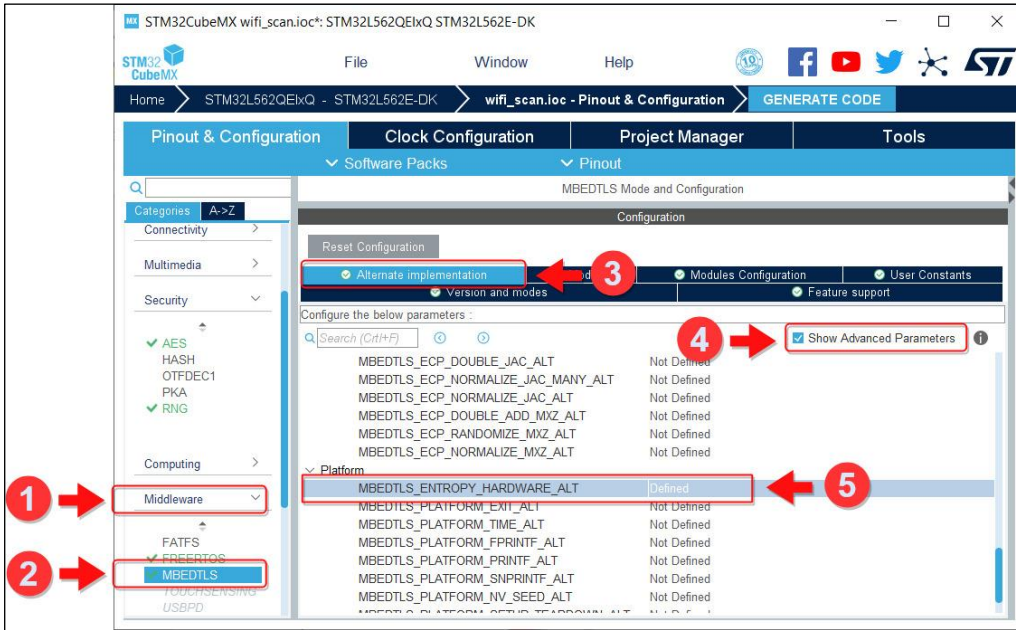 MX STM32CubeMX wifi_scan.ioc*: STM32L562QEIxQ STM32L562E-DK
STM32 CubeMX
File Window Help
10
Home STM32L562QEIxQ - STM32L562E-DK wifi_scan.ioc - Pinout & Configuration GENERATE CODE
Pinout & Configuration Clock Configuration Project Manager Tools
Software Packs Pinout
MBEDTLS Mode and Configuration
Categories A->Z
Configuration
Connectivity
Reset Configuration
Multimedia
Alternate implementation 3 Modules Configuration User Constants
Version and modes Feature support
Security
Configure the below parameters :
Search (Crtl+F) 4 Show Advanced Parameters
AES
HASH
OTFDEC1
PKA
RNG
MBEDTLS_ECP_DOUBLE_JAC_ALT Not Defined
MBEDTLS_ECP_NORMALIZE_JAC_MANY_ALT Not Defined
MBEDTLS_ECP_NORMALIZE_JAC_ALT Not Defined
MBEDTLS_ECP_DOUBLE_ADD_MXZ_ALT Not Defined
MBEDTLS_ECP_RANDOMIZE_MXZ_ALT Not Defined
MBEDTLS_ECP_NORMALIZE_MXZ_ALT Not Defined
Computing
Platform
1 Middleware
MBEDTLS_ENTROPY_HARDWARE_ALT Defined 5
MBEDTLS_PLATFORM_EXIT_ALT Not Defined
MBEDTLS_PLATFORM_TIME_ALT Not Defined
MBEDTLS_PLATFORM_FPRINTF_ALT Not Defined
MBEDTLS_PLATFORM_PRINTF_ALT Not Defined
MBEDTLS_PLATFORM_SNPRINTF_ALT Not Defined
MBEDTLS_PLATFORM_NV_SEED_ALT Not Defined
MBEDTLS_PLATFORM_SETUP_TEARDOWN_ALT Not Defined
FATFS
FREERTOS
2 MBEDTLS
TOUCHSENSING
USBPD